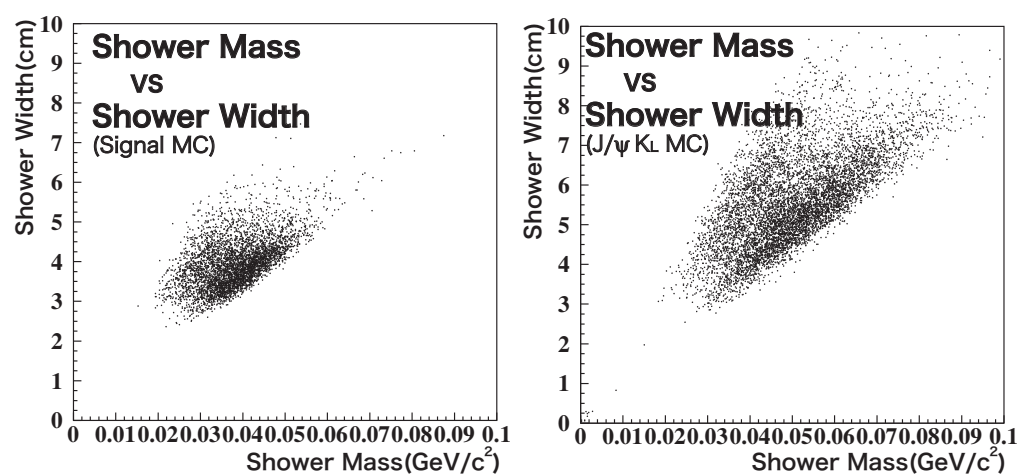 Shower Mass
vs
Shower Width
(Signal MC)
Shower Width(cm)
10
9
8
7
6
5
4
3
2
1
0
0 0.01 0.02 0.03 0.04 0.05 0.06 0.07 0.08 0.09 0.1
Shower Mass(GeV/c²)
Shower Mass
vs
Shower Width
(J/ψ KL MC)
Shower Width(cm)
10
9
8
7
6
5
4
3
2
1
0
0 0.01 0.02 0.03 0.04 0.05 0.06 0.07 0.08 0.09 0.1
Shower Mass(GeV/c²)